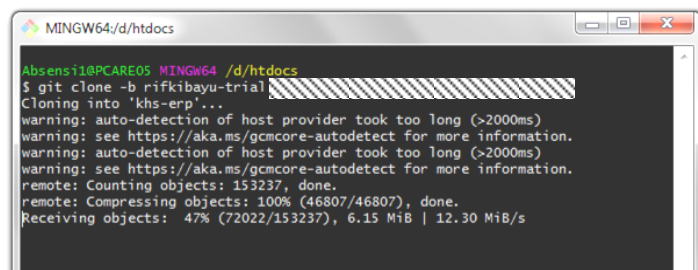 MINGW64:/d/htdocs
Absensi1@PCARE05 MINGW64 /d/htdocs
$ git clone -b rifkibayu-trial
Cloning into 'khs-erp'...
warning: auto-detection of host provider took too long (>2000ms)
warning: see https://aka.ms/gcmcore-autodetect for more information.
warning: auto-detection of host provider took too long (>2000ms)
warning: see https://aka.ms/gcmcore-autodetect for more information.
remote: Counting objects: 153237, done.
remote: Compressing objects: 100% (46807/46807), done.
Receiving objects:  47% (72022/153237), 6.15 MiB | 12.30 MiB/s